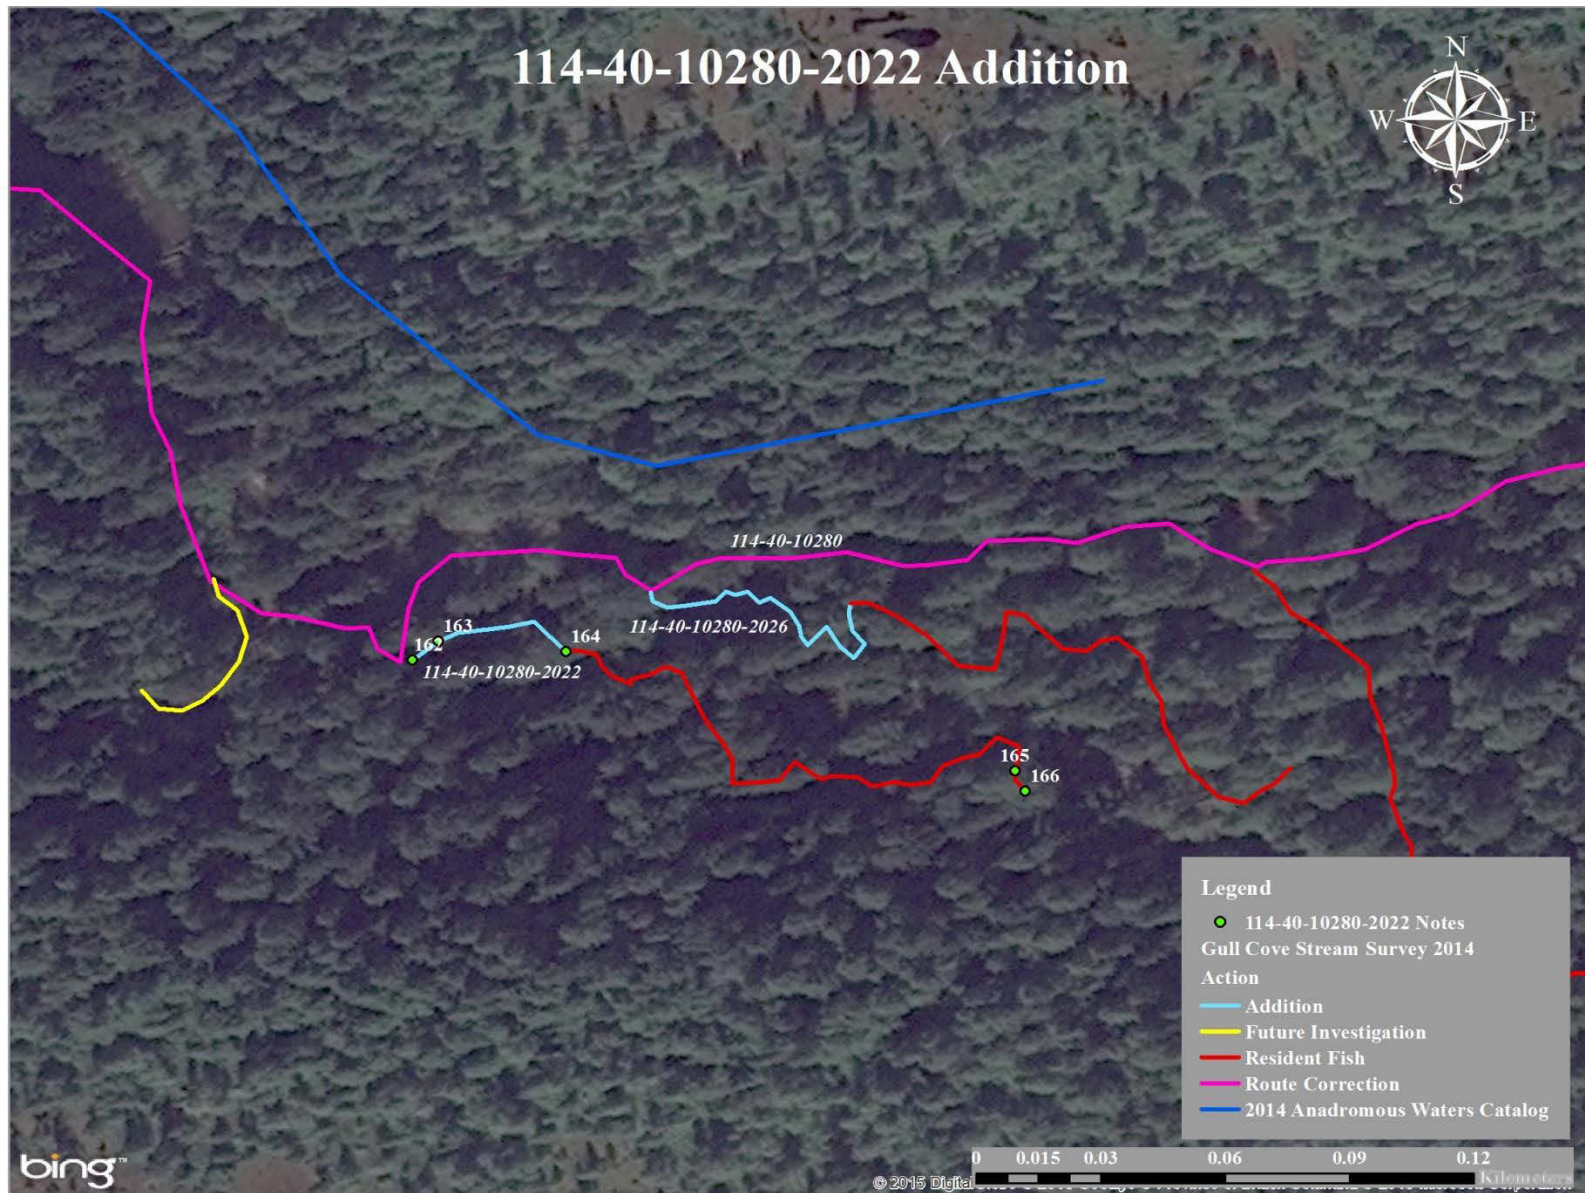 114-40-10280-2022 Addition
N
W E
S
114-40-10280
114-40-10280-2026
163
162
164
114-40-10280-2022
165
166
Legend
114-40-10280-2022 Notes
Gull Cove Stream Survey 2014
Action
Addition
Future Investigation
Resident Fish
Route Correction
2014 Anadromous Waters Catalog
0 0.015 0.03 0.06 0.09 0.12
Kilometers
bing™
© 2015 Digital